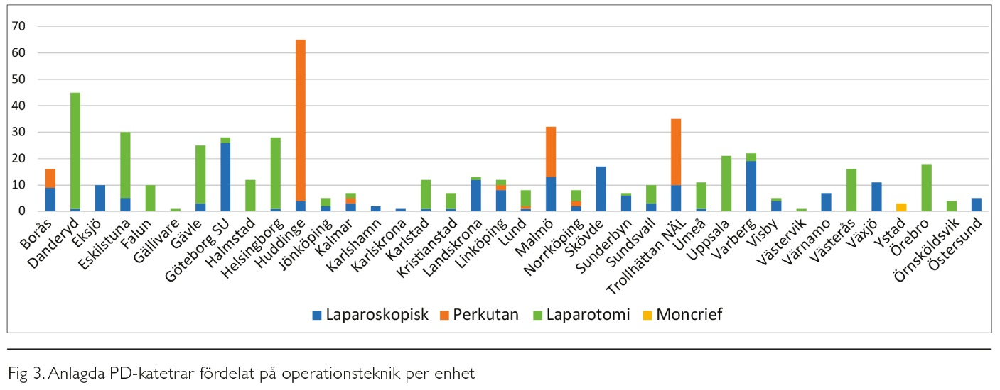 70
60
50
40
30
20
10
0
Borås
Danderyd
Eksjö
Eskilstuna
Falun
Gällivare
Gävle
Göteborg SU
Halmstad
Helsingborg
Huddinge
Jönköping
Kalmar
Karlshamn
Karlskrona
Karlstad
Kristianstad
Landskrona
Linköping
Lund
Malmö
Norrköping
Skövde
Sunderbyn
Sundsvall
Trollhättan NÄL
Umeå
Uppsala
Varberg
Visby
Västervik
Värnamo
Västerås
Växjö
Ystad
Örebro
Örnsköldsvik
Östersund
Laparoskopisk Perkutan Laparotomi Moncrief
Fig 3. Anlagda PD-katetrar fördelat på operationsteknik per enhet